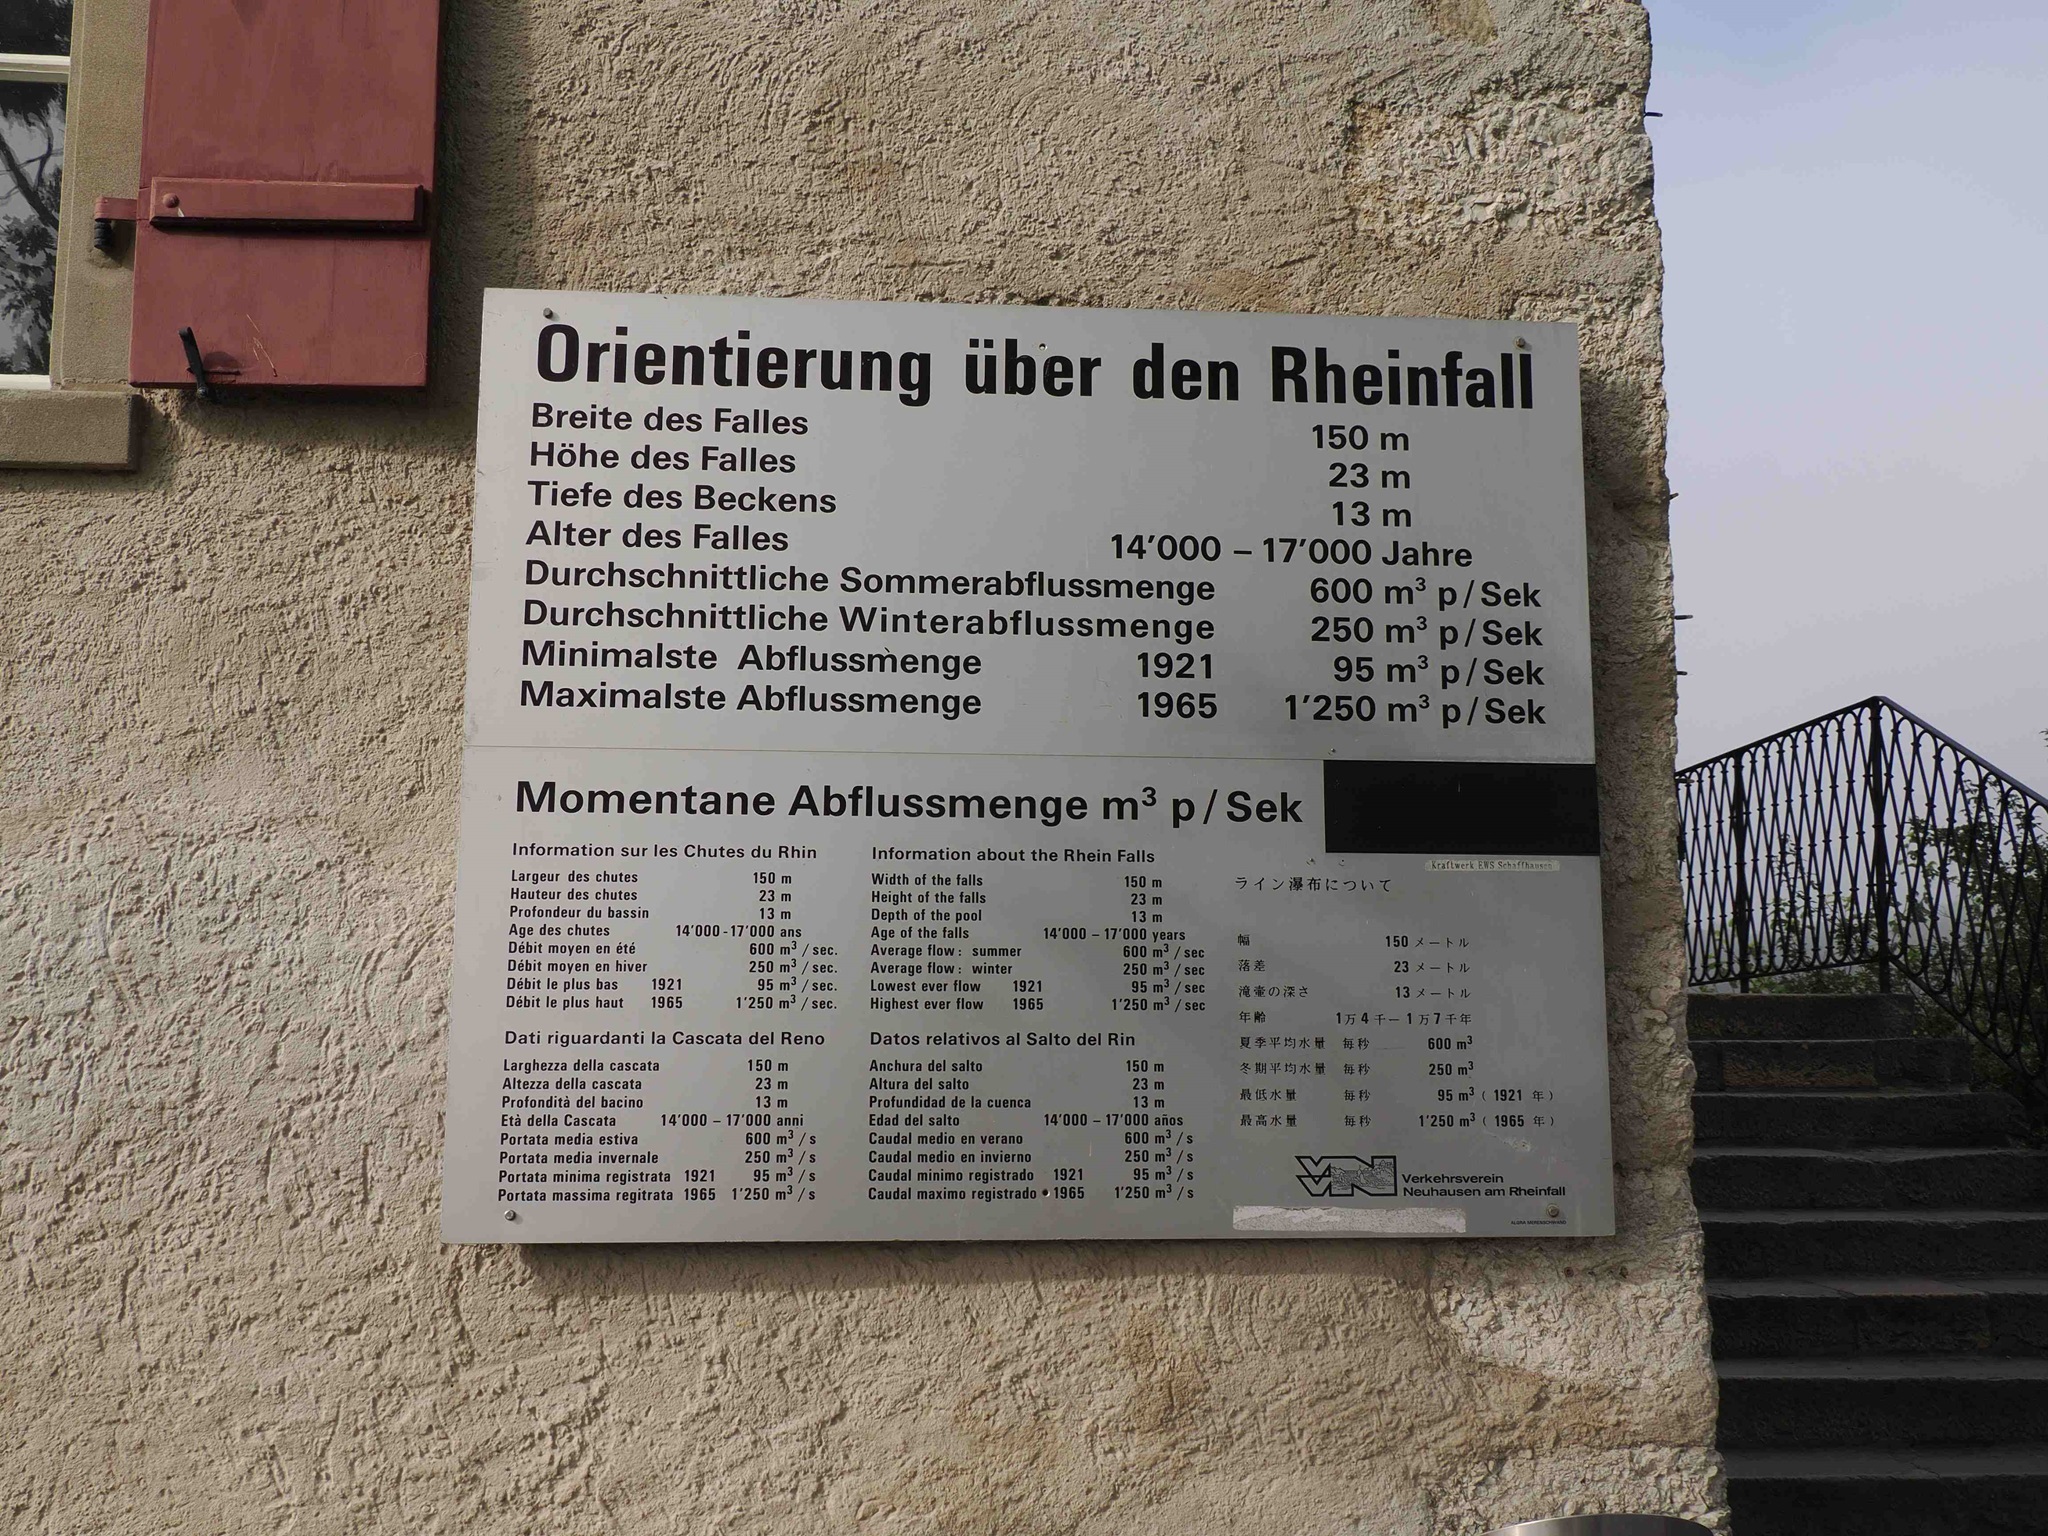 Orientierung über den Rheinfall
Breite des Falles 150 m
Höhe des Falles 23 m
Tiefe des Beckens 13 m
Alter des Falles 14'000 – 17'000 Jahre
Durchschnittliche Sommerabflussmenge 600 m³ p/Sek
Durchschnittliche Winterabflussmenge 250 m³ p/Sek
Minimalste Abflussmenge 1921 95 m³ p/Sek
Maximalste Abflussmenge 1965 1'250 m³ p/Sek
Momentane Abflussmenge m³ p/Sek
Kraftwerk EWS Schaffhausen
Information sur les Chutes du Rhin
Largeur des chutes 150 m
Hauteur des chutes 23 m
Profondeur du bassin 13 m
Age des chutes 14'000-17'000 ans
Débit moyen en été 600 m³/sec.
Débit moyen en hiver 250 m³/sec.
Débit le plus bas 1921 95 m³/sec.
Débit le plus haut 1965 1'250 m³/sec.
Information about the Rhein Falls
Width of the falls 150 m
Height of the falls 23 m
Depth of the pool 13 m
Age of the falls 14'000 – 17'000 years
Average flow: summer 600 m³/sec
Average flow: winter 250 m³/sec
Lowest ever flow 1921 95 m³/sec
Highest ever flow 1965 1'250 m³/sec
Dati riguardanti la Cascata del Reno
Larghezza della cascata 150 m
Altezza della cascata 23 m
Profondità del bacino 13 m
Età della Cascata 14'000 – 17'000 anni
Portata media estiva 600 m³/s
Portata media invernale 250 m³/s
Portata minima registrata 1921 95 m³/s
Portata massima regitrata 1965 1'250 m³/s
Datos relativos al Salto del Rin
Anchura del salto 150 m
Altura del salto 23 m
Profundidad de la cuenca 13 m
Edad del salto 14'000 – 17'000 años
Caudal medio en verano 600 m³/s
Caudal medio en invierno 250 m³/s
Caudal minimo registrado 1921 95 m³/s
Caudal maximo registrado 1965 1'250 m³/s
ライン瀑布について
幅 150 メートル
落差 23 メートル
滝壷の深さ 13 メートル
年齢 1万4千ー1万7千年
夏季平均水量 毎秒 600 m³
冬期平均水量 毎秒 250 m³
最低水量 毎秒 95 m³ (1921 年)
最高水量 毎秒 1'250 m³ (1965 年)
VVN
Verkehrsverein
Neuhausen am Rheinfall